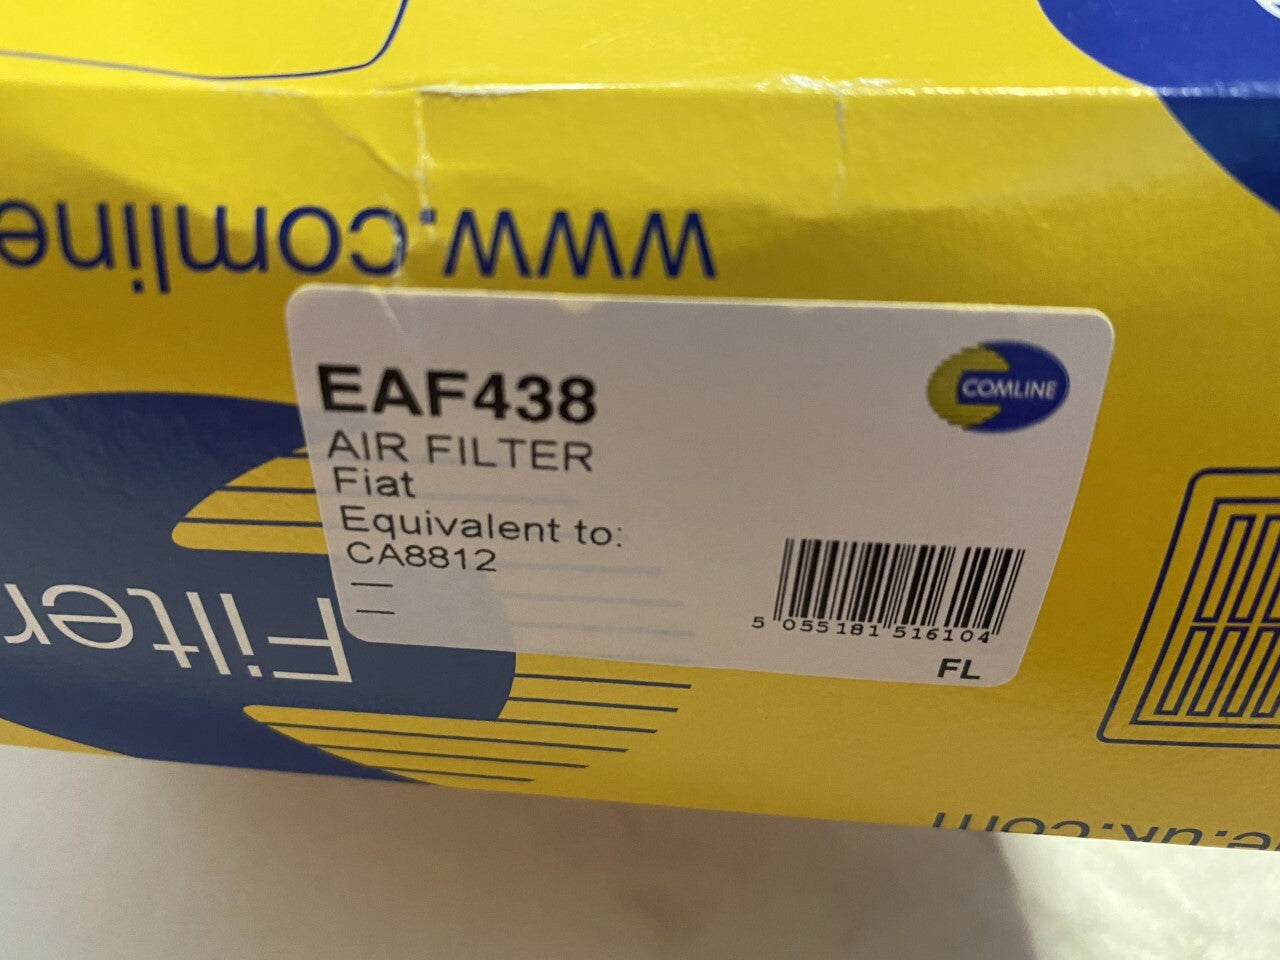 www.comline
EAF438
AIR FILTER
Fiat
Equivalent to:
CA8812
—
—
COMLINE
5 055181 516104
FL
Filter
e.uk.com